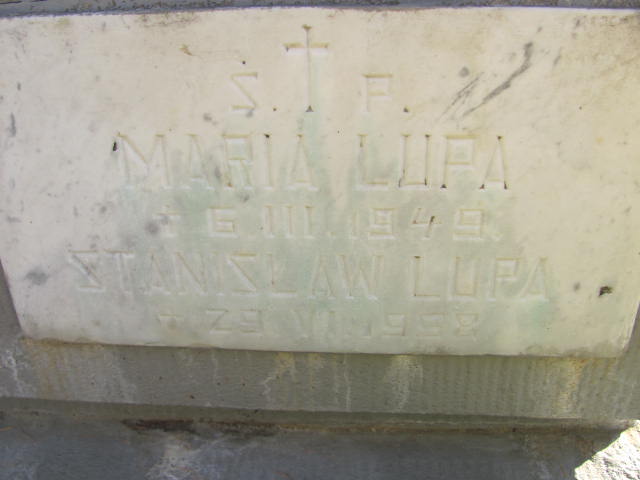 S. † P.
MARIA LUPA
+ 6 III. 1949.
STANISŁAW LUPA
+ 29 VI 1958